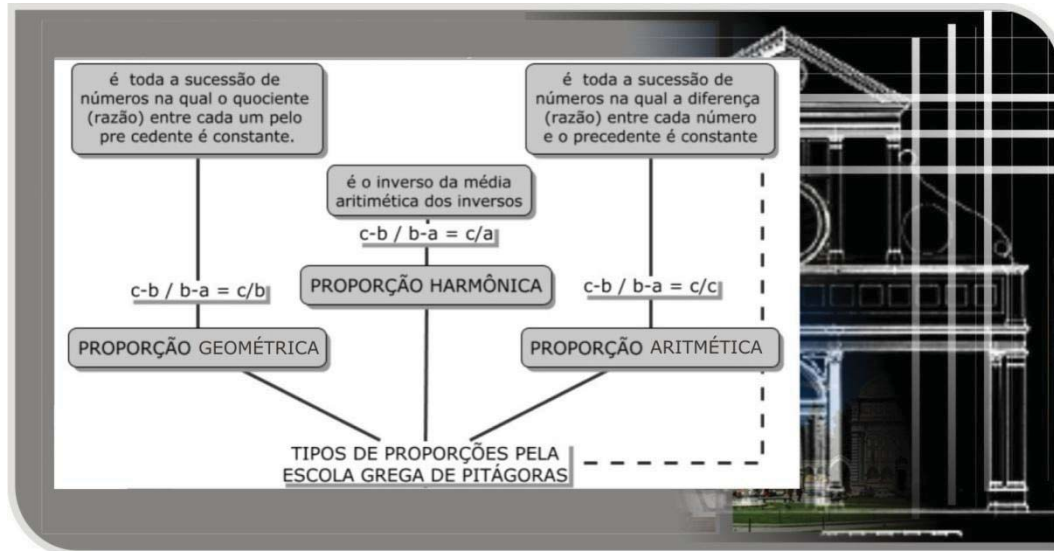 é toda a sucessão de
números na qual o quociente
(razão) entre cada um pelo
pre cedente é constante.
é toda a sucessão de
números na qual a diferença
(razão) entre cada número
e o precedente é constante
é o inverso da média
aritimética dos inversos
c-b / b-a = c/a
PROPORÇÃO HARMÔNICA
c-b / b-a = c/b
c-b / b-a = c/c
PROPORÇÃO GEOMÉTRICA
PROPORÇÃO ARITMÉTICA
TIPOS DE PROPORÇÕES PELA
ESCOLA GREGA DE PITÁGORAS